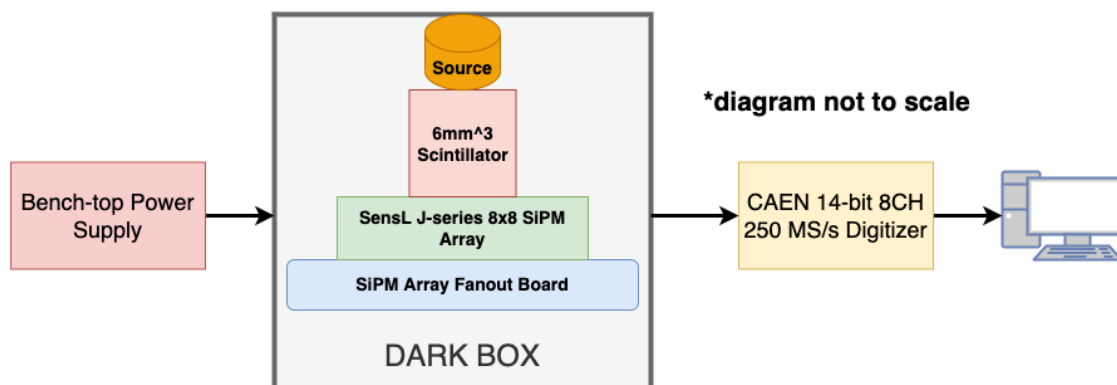 Source
*diagram not to scale
6mm^3
Scintillator
Bench-top Power
Supply
SensL J-series 8x8 SiPM
Array
CAEN 14-bit 8CH
250 MS/s Digitizer
SiPM Array Fanout Board
DARK BOX